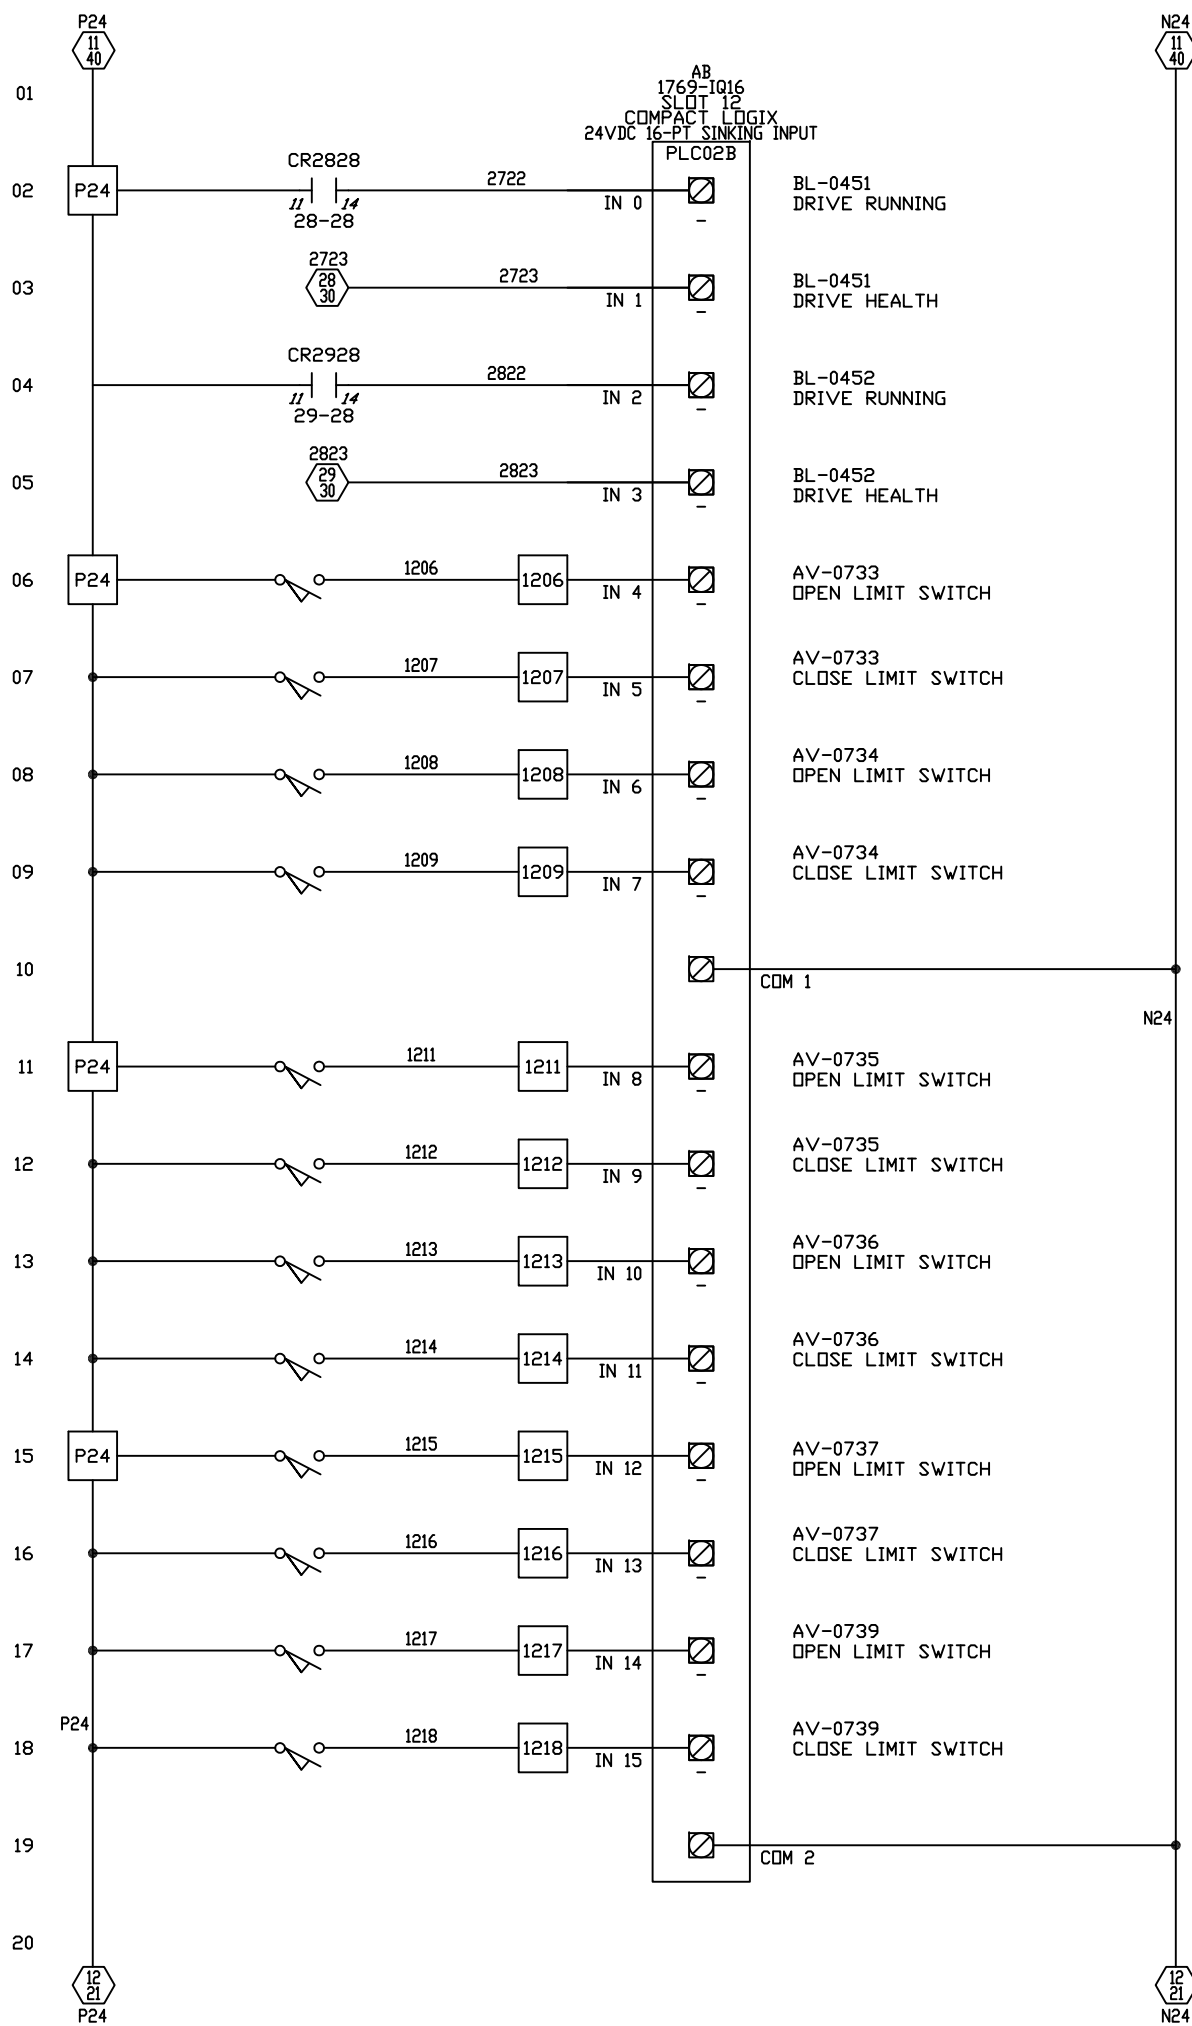 P24
11
40
N24
11
40
01
AB
1769-IQ16
SLOT 12
COMPACT LOGIX
24VDC 16-PT SINKING INPUT
PLC02B
02
P24
CR2828
11 14
28-28
2722
IN 0
-
BL-0451
DRIVE RUNNING
03
2723
28
30
2723
IN 1
-
BL-0451
DRIVE HEALTH
04
CR2928
11 14
29-28
2822
IN 2
-
BL-0452
DRIVE RUNNING
05
2823
29
30
2823
IN 3
-
BL-0452
DRIVE HEALTH
06
P24
1206
1206
IN 4
-
AV-0733
OPEN LIMIT SWITCH
07
1207
1207
IN 5
-
AV-0733
CLOSE LIMIT SWITCH
08
1208
1208
IN 6
-
AV-0734
OPEN LIMIT SWITCH
09
1209
1209
IN 7
-
AV-0734
CLOSE LIMIT SWITCH
10
COM 1
N24
11
P24
1211
1211
IN 8
-
AV-0735
OPEN LIMIT SWITCH
12
1212
1212
IN 9
-
AV-0735
CLOSE LIMIT SWITCH
13
1213
1213
IN 10
-
AV-0736
OPEN LIMIT SWITCH
14
1214
1214
IN 11
-
AV-0736
CLOSE LIMIT SWITCH
15
P24
1215
1215
IN 12
-
AV-0737
OPEN LIMIT SWITCH
16
1216
1216
IN 13
-
AV-0737
CLOSE LIMIT SWITCH
17
1217
1217
IN 14
-
AV-0739
OPEN LIMIT SWITCH
P24
18
1218
1218
IN 15
-
AV-0739
CLOSE LIMIT SWITCH
19
COM 2
20
12
21
P24
12
21
N24